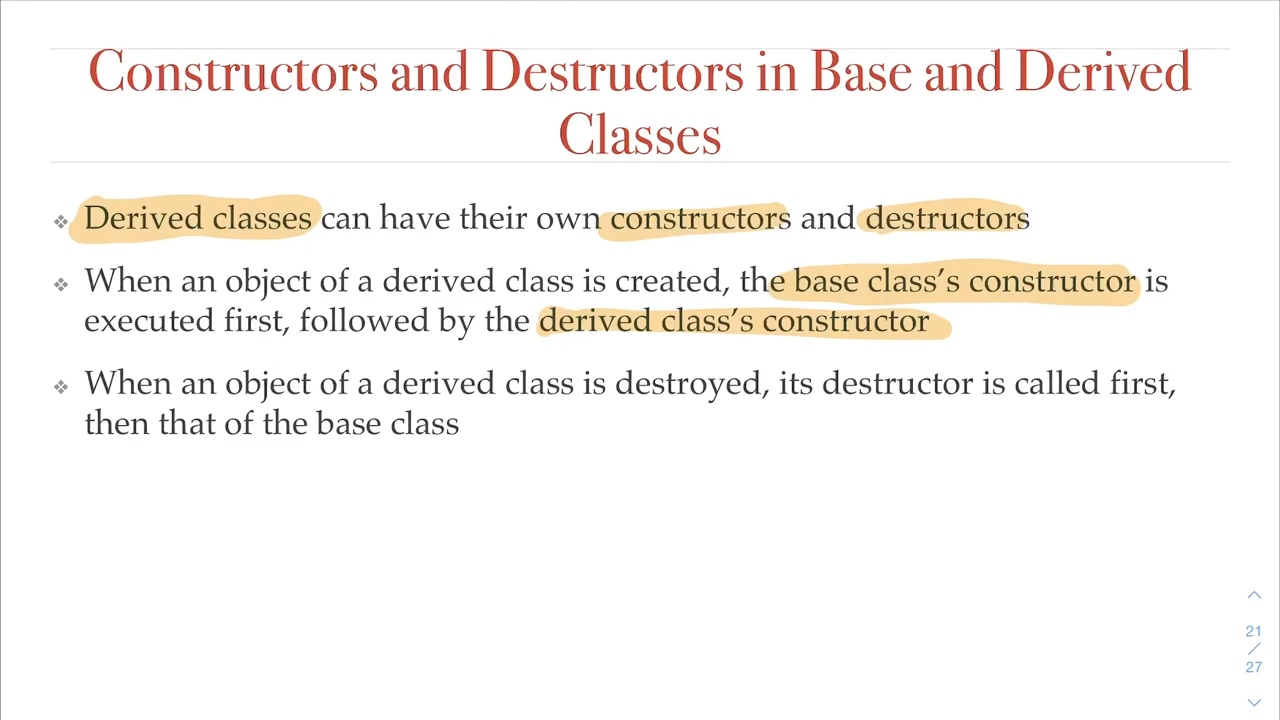 Constructors and Destructors in Base and Derived
Classes
❖ Derived classes can have their own constructors and destructors
❖ When an object of a derived class is created, the base class’s constructor is
executed first, followed by the derived class’s constructor
❖ When an object of a derived class is destroyed, its destructor is called first,
then that of the base class
21
/
27